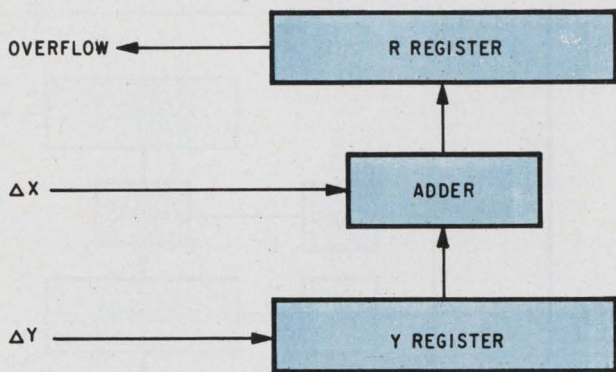 OVERFLOW
R REGISTER
ΔX
ADDER
ΔY
Y REGISTER